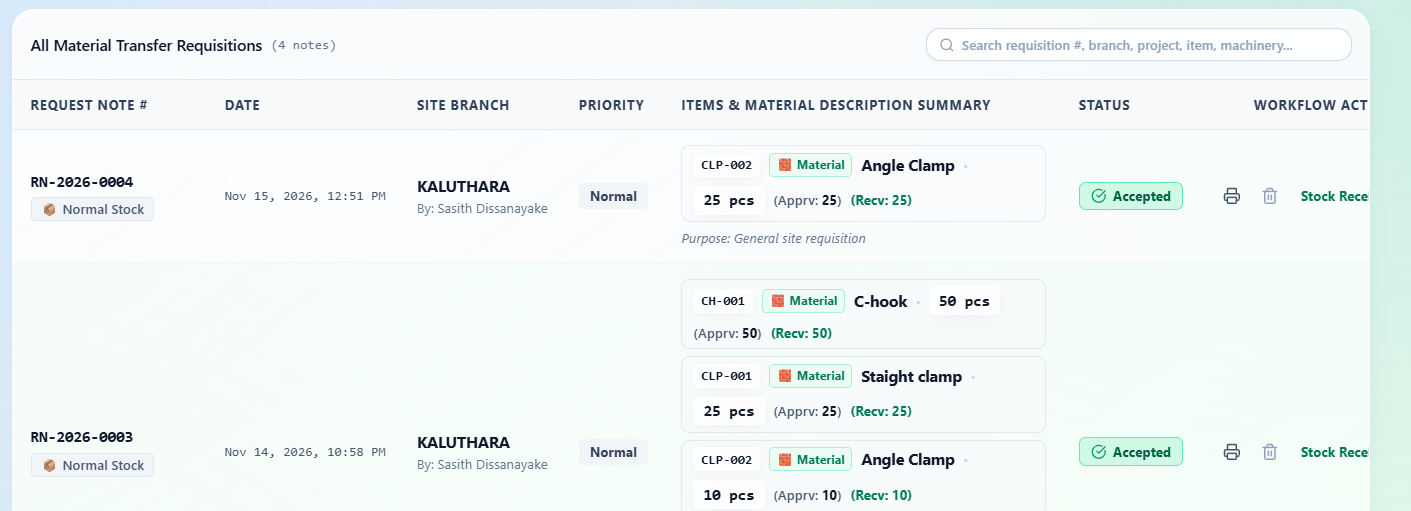 All Material Transfer Requisitions (4 notes)
Search requisition #, branch, project, item, machinery...
REQUEST NOTE # DATE SITE BRANCH PRIORITY ITEMS & MATERIAL DESCRIPTION SUMMARY STATUS WORKFLOW ACT
RN-2026-0004
Normal Stock
Nov 15, 2026, 12:51 PM
KALUTHARA
By: Sasith Dissanayake
Normal
CLP-002 Material Angle Clamp •
25 pcs (Apprv: 25) (Recv: 25)
Purpose: General site requisition
Accepted
Stock Rece
RN-2026-0003
Normal Stock
Nov 14, 2026, 10:58 PM
KALUTHARA
By: Sasith Dissanayake
Normal
CH-001 Material C-hook • 50 pcs
(Apprv: 50) (Recv: 50)
CLP-001 Material Staight clamp •
25 pcs (Apprv: 25) (Recv: 25)
CLP-002 Material Angle Clamp •
10 pcs (Apprv: 10) (Recv: 10)
Accepted
Stock Rece